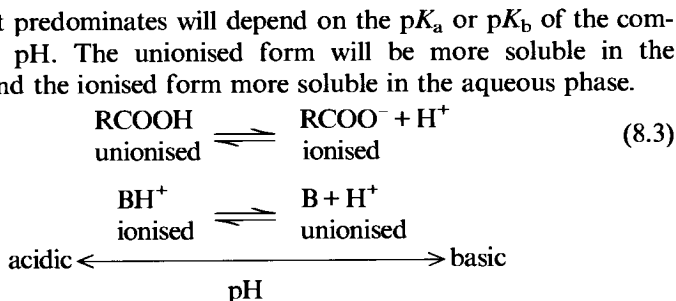 t predominates will depend on the pKₐ or pK_b of the com-
pH. The unionised form will be more soluble in the
nd the ionised form more soluble in the aqueous phase.
RCOOH ⇌ RCOO⁻ + H⁺ (8.3)
unionised ionised
BH⁺ ⇌ B + H⁺
ionised unionised
acidic ←→ basic
pH